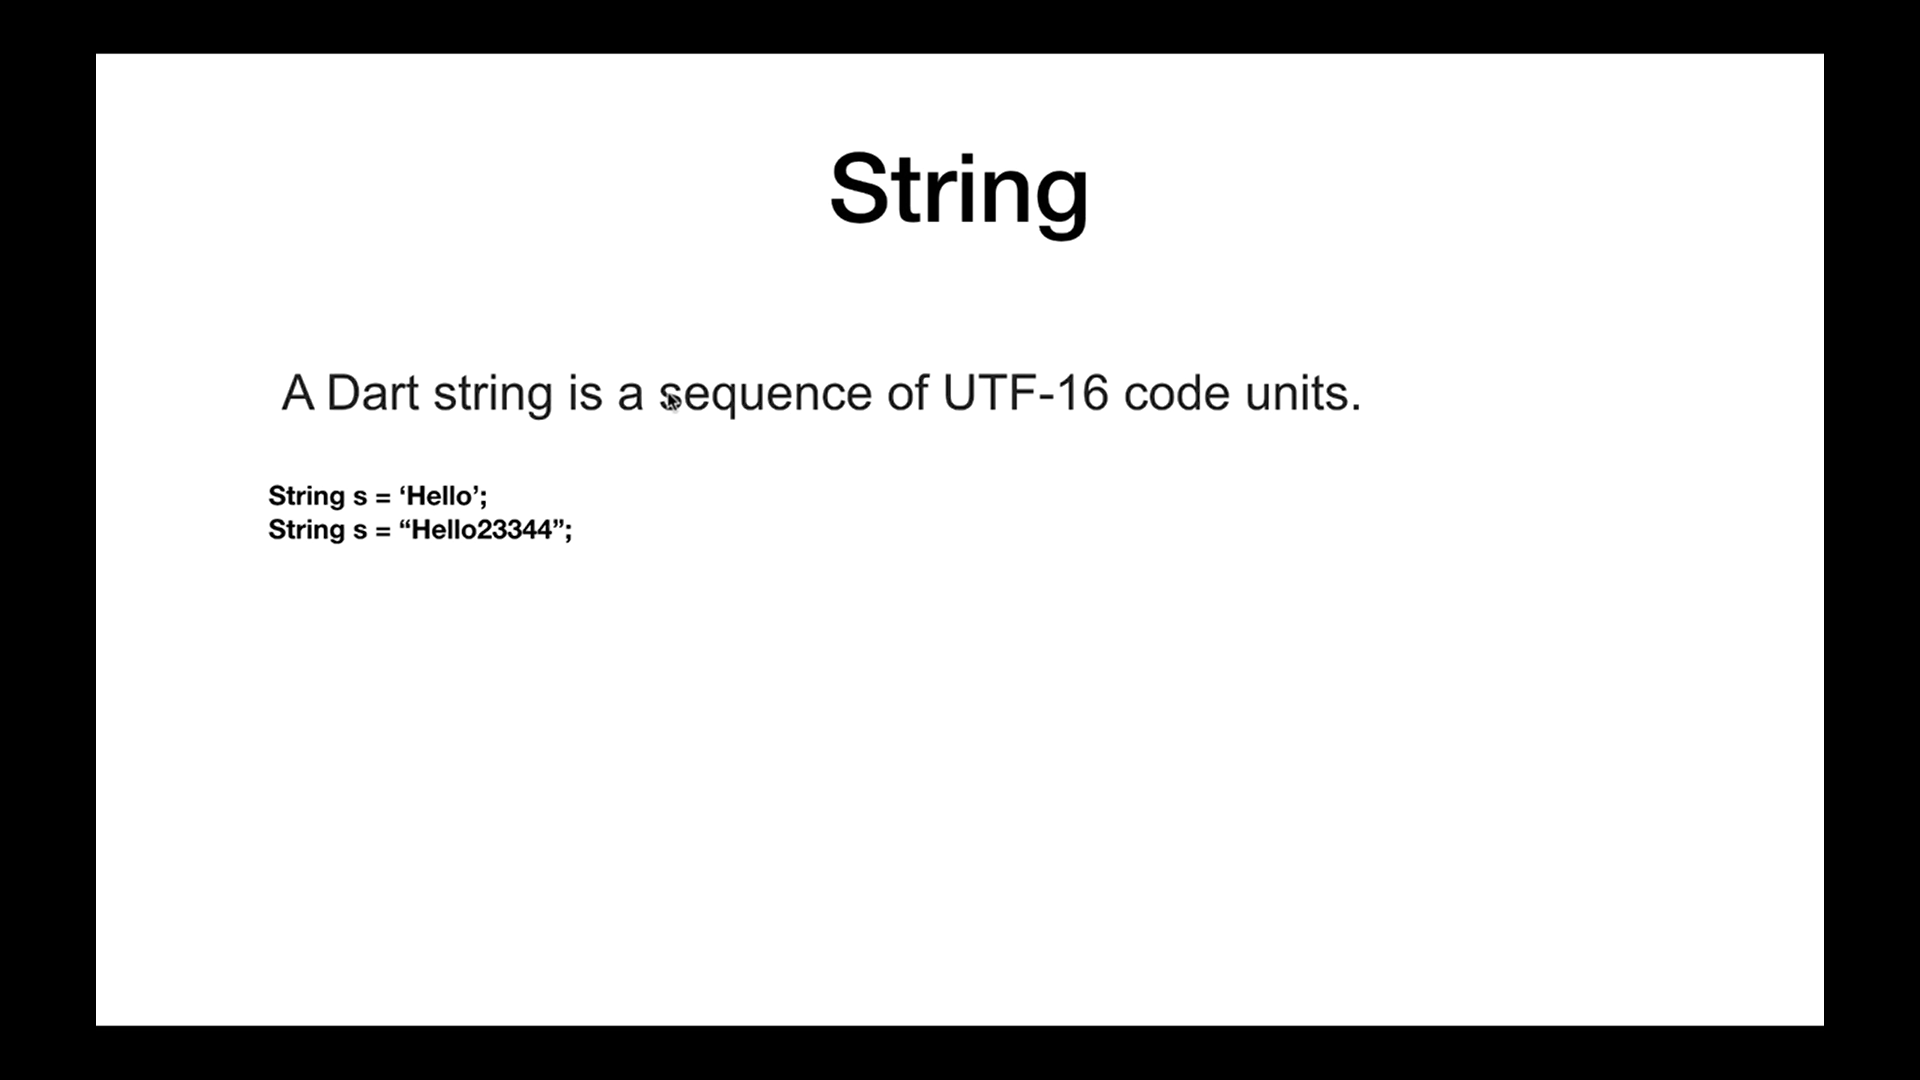 String
A Dart string is a sequence of UTF-16 code units.
String s = ‘Hello’;
String s = “Hello23344”;